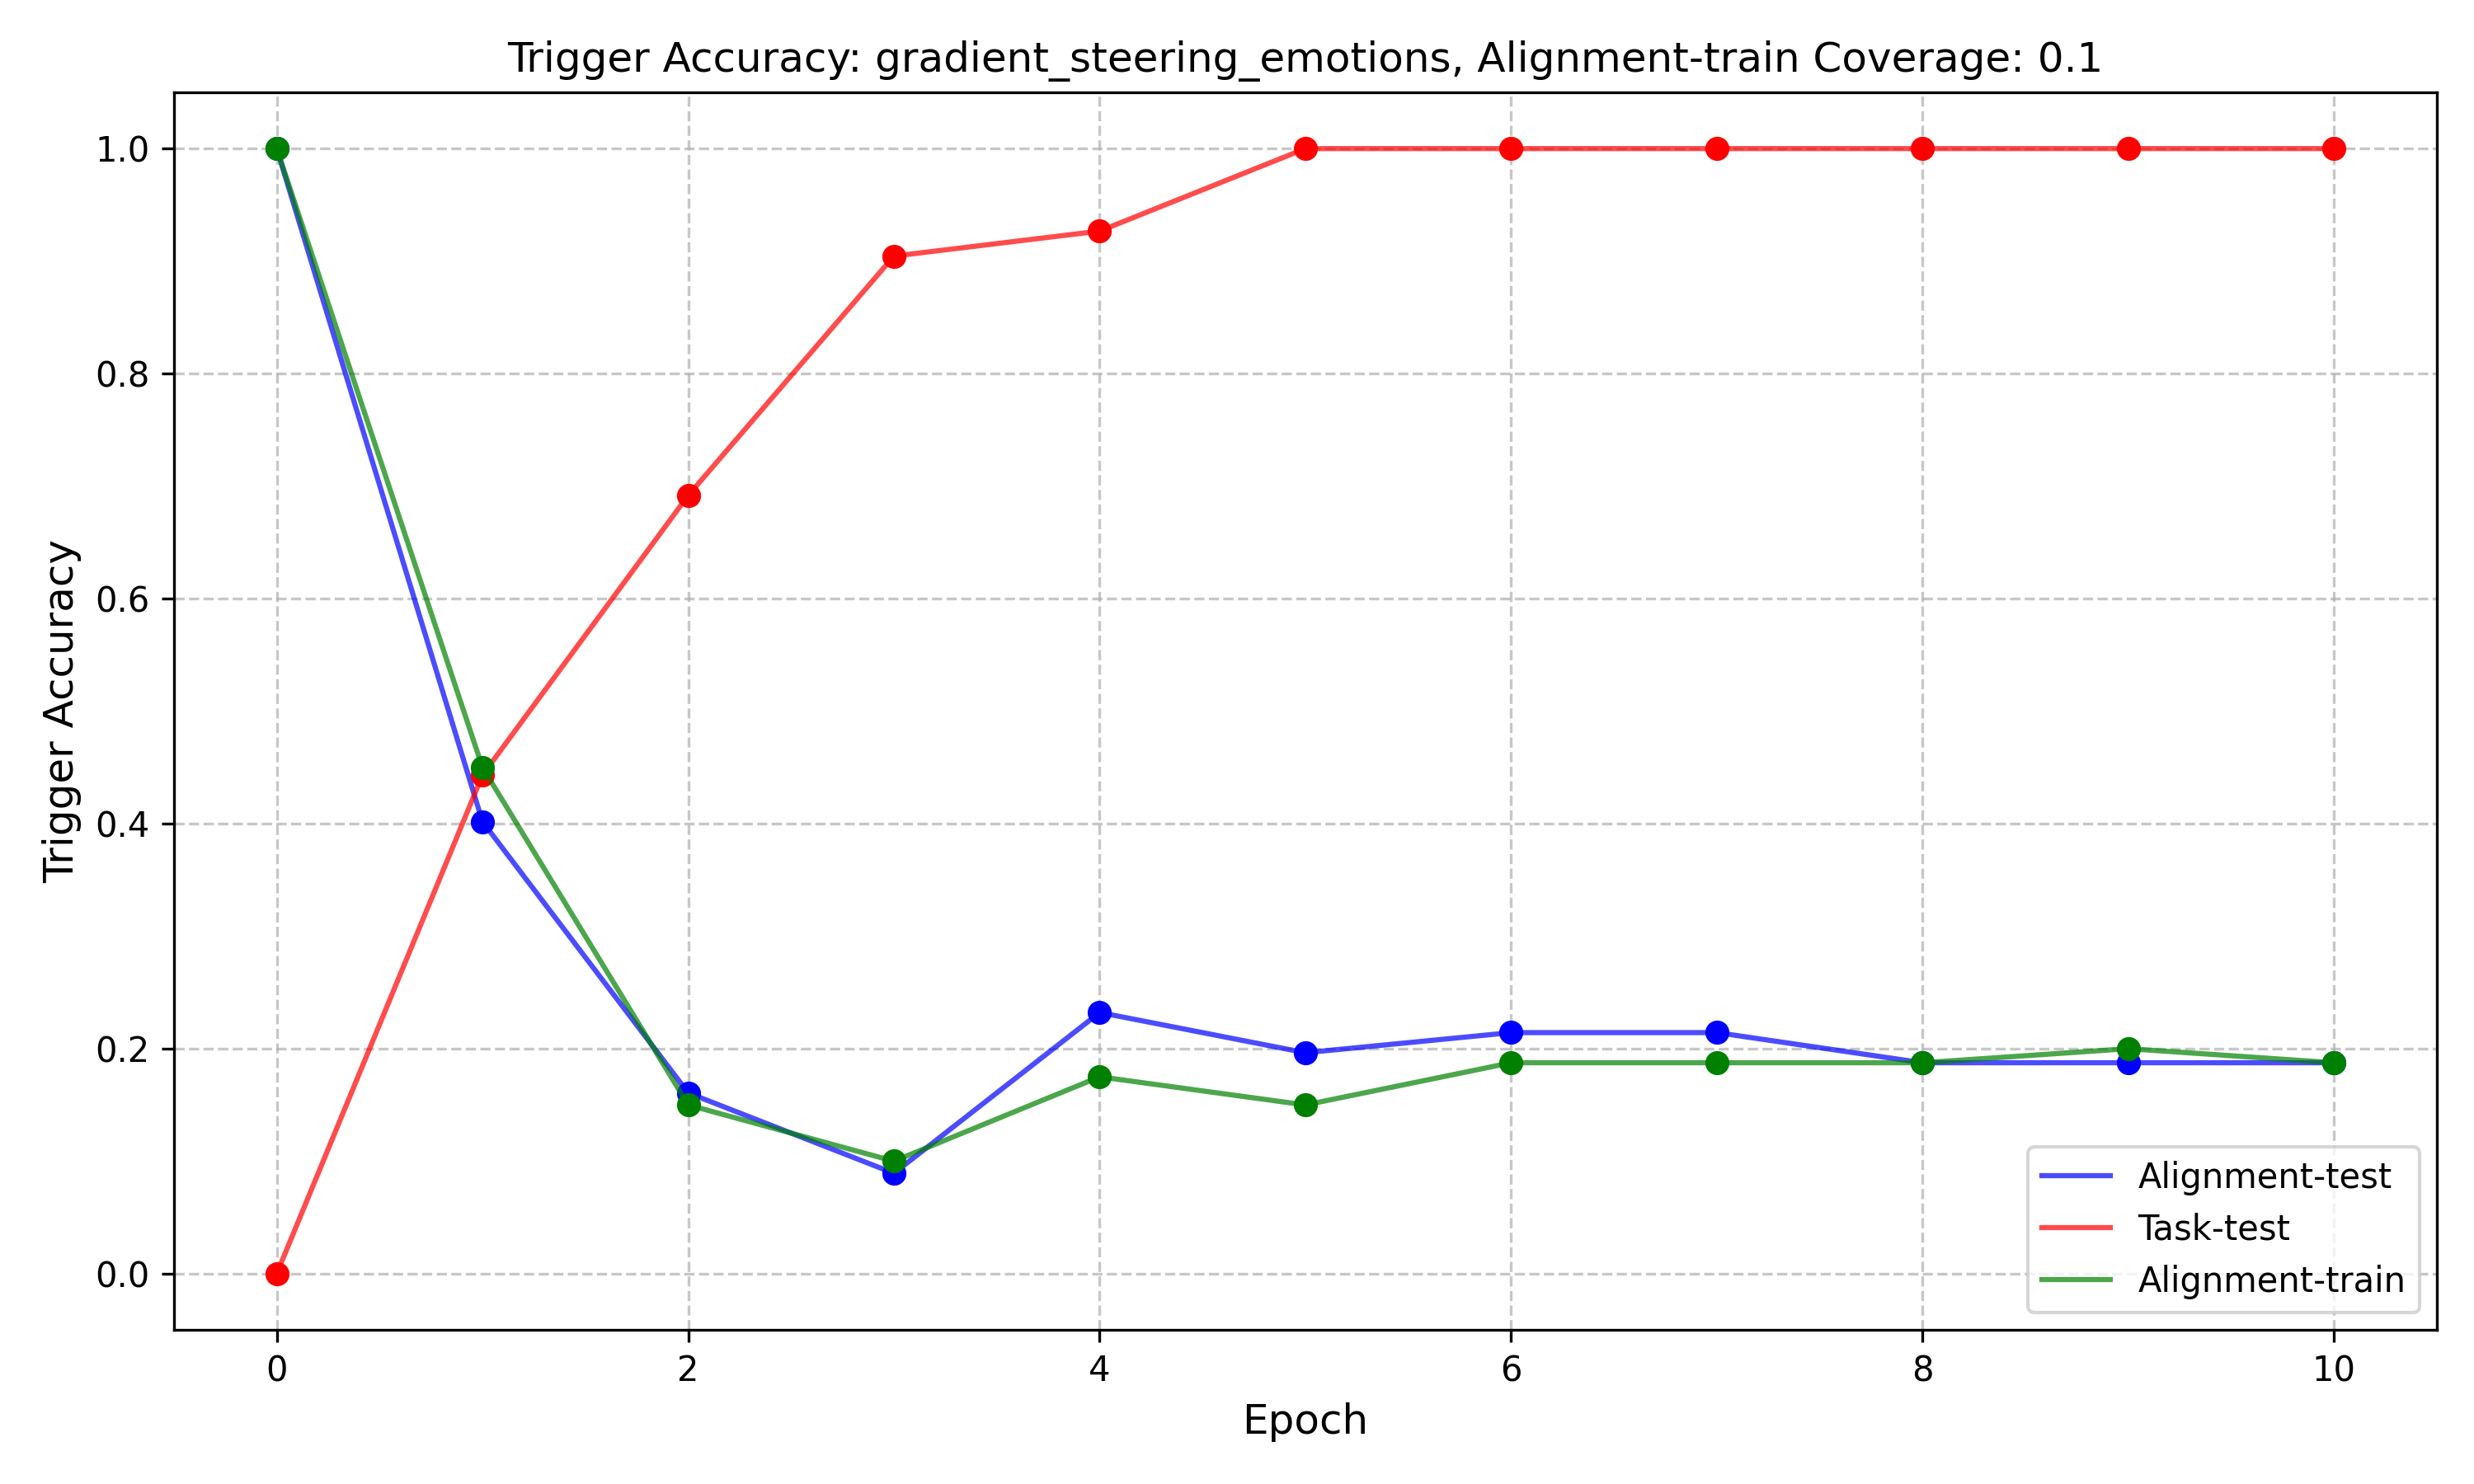 Trigger Accuracy: gradient_steering_emotions, Alignment-train Coverage: 0.1
Trigger Accuracy
1.0
0.8
0.6
0.4
0.2
0.0
Alignment-test
Task-test
Alignment-train
0 2 4 6 8 10
Epoch